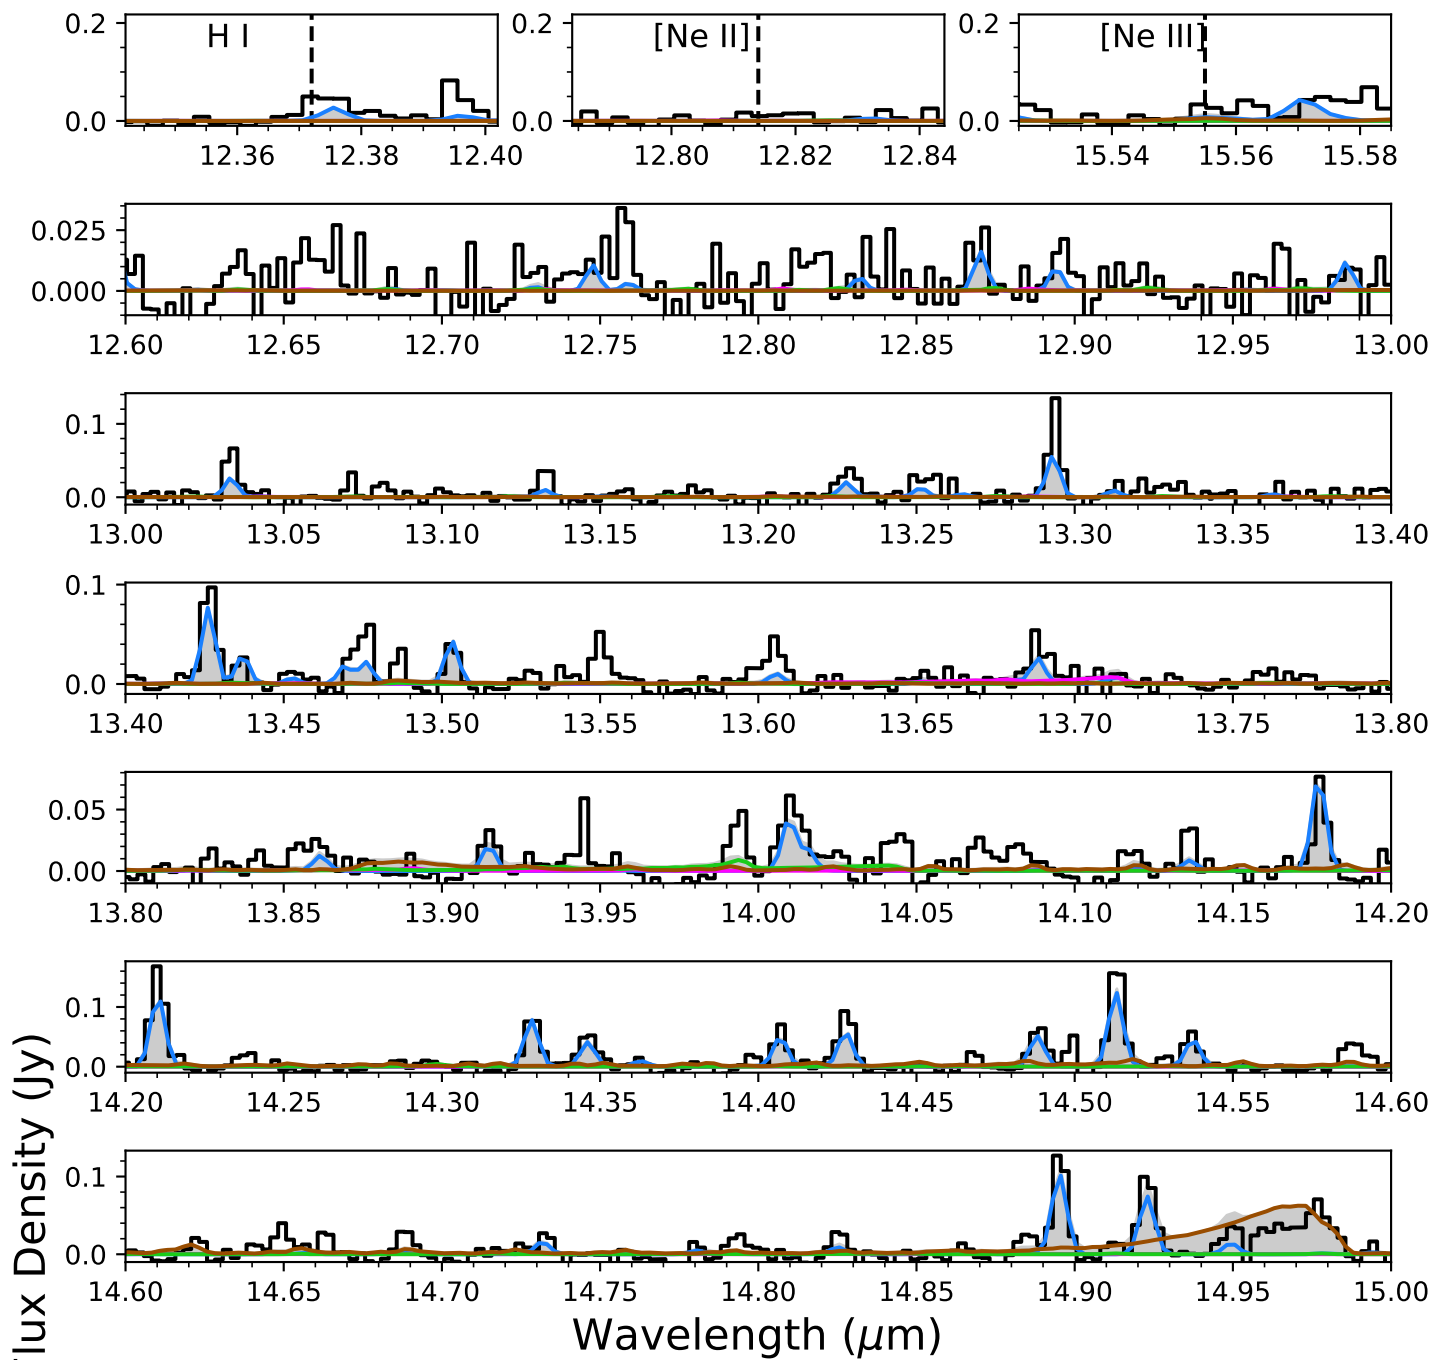 H I
[Ne II]
[Ne III]
0.2
0.0
12.36 12.38 12.40
0.2
0.0
12.80 12.82 12.84
0.2
0.0
15.54 15.56 15.58
0.025
0.000
12.60 12.65 12.70 12.75 12.80 12.85 12.90 12.95 13.00
0.1
0.0
13.00 13.05 13.10 13.15 13.20 13.25 13.30 13.35 13.40
0.1
0.0
13.40 13.45 13.50 13.55 13.60 13.65 13.70 13.75 13.80
0.05
0.00
13.80 13.85 13.90 13.95 14.00 14.05 14.10 14.15 14.20
0.1
0.0
14.20 14.25 14.30 14.35 14.40 14.45 14.50 14.55 14.60
0.1
0.0
14.60 14.65 14.70 14.75 14.80 14.85 14.90 14.95 15.00
Wavelength (μm)
lux Density (Jy)